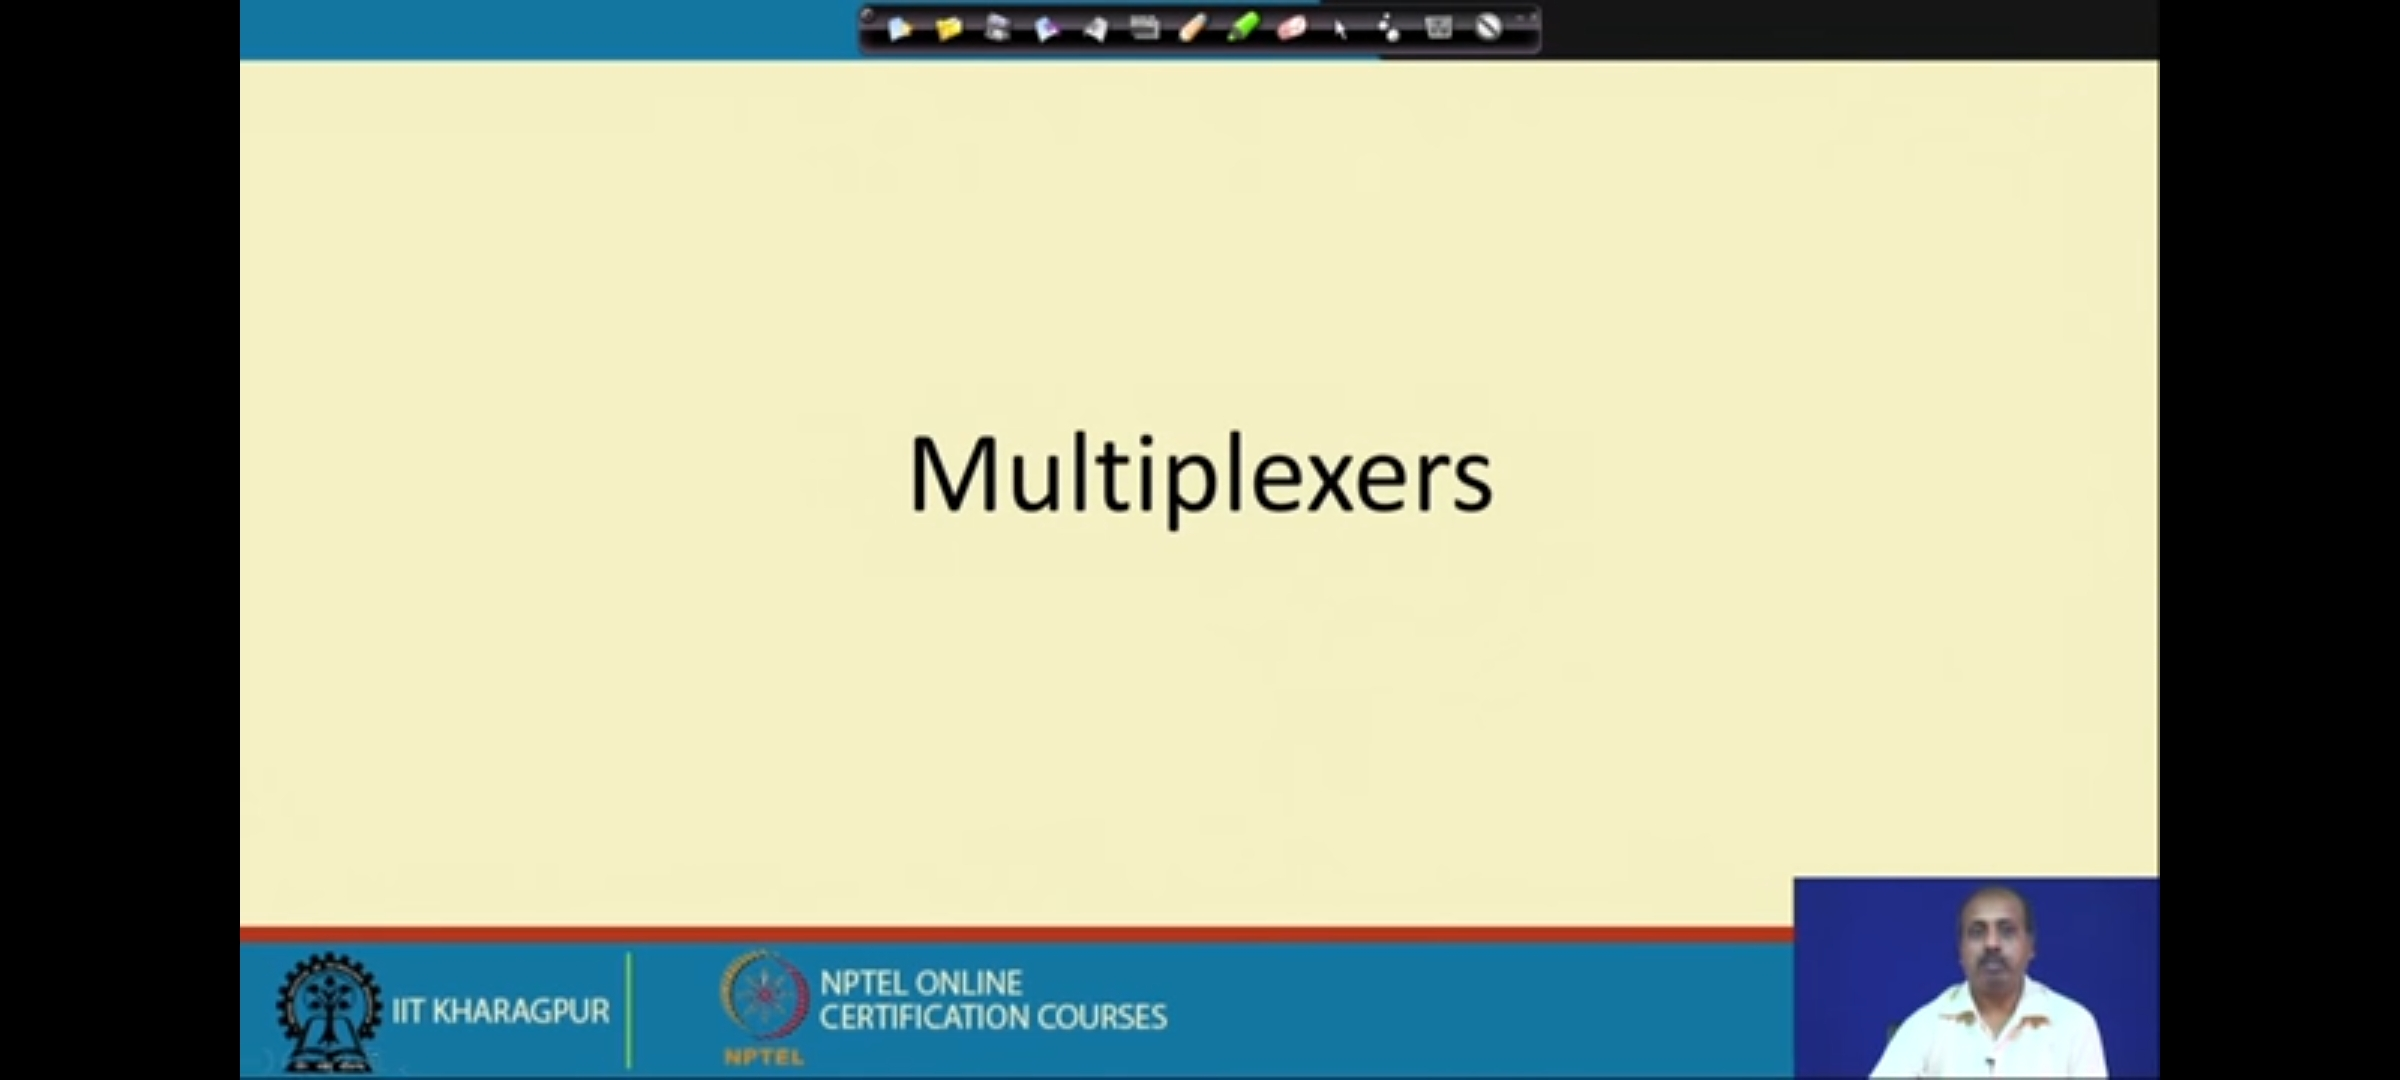 Multiplexers
IIT KHARAGPUR
NPTEL ONLINE
CERTIFICATION COURSES
NPTEL